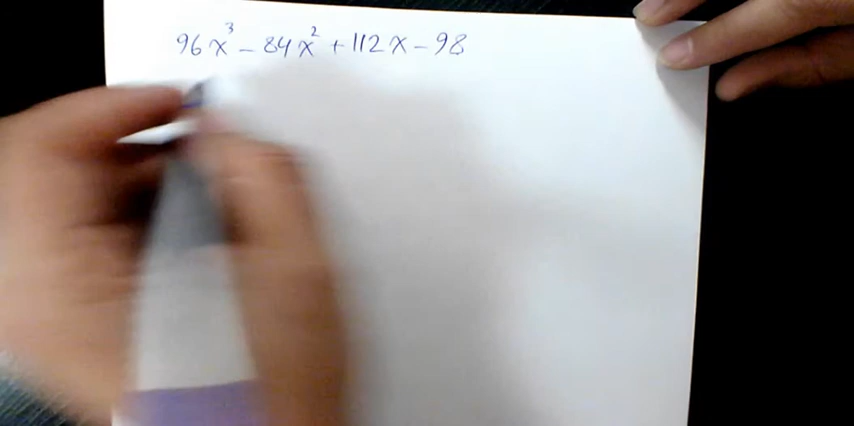 96x³ - 84x² + 112x - 98